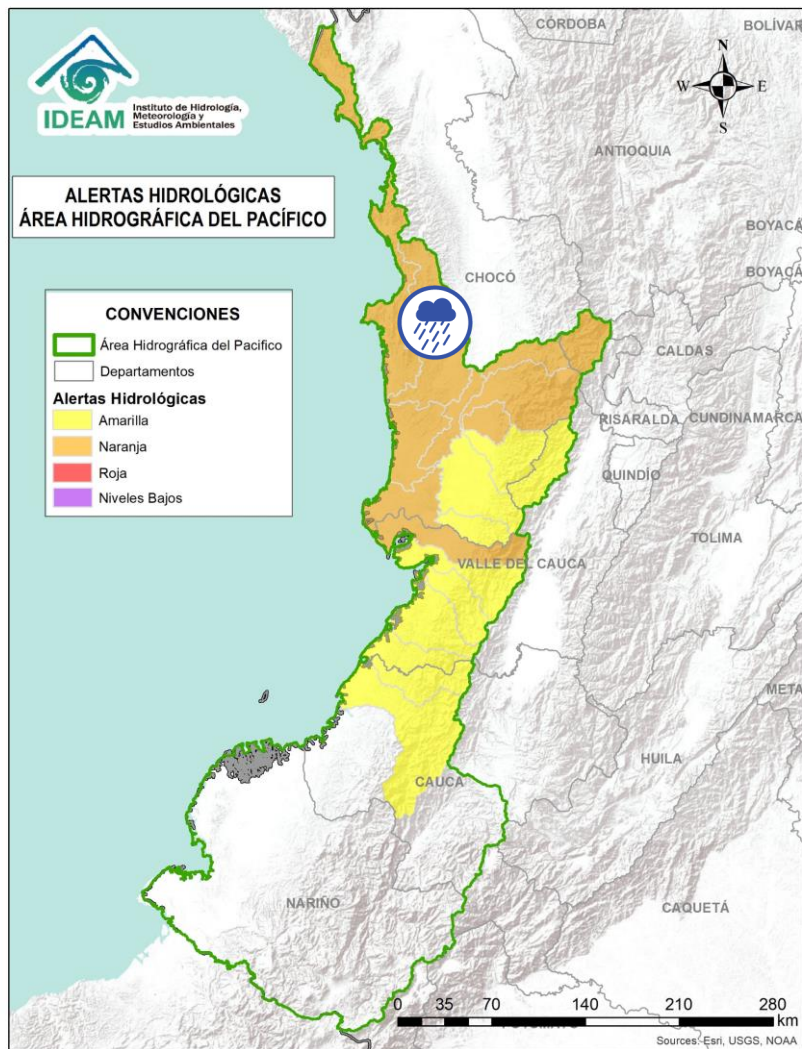 CÓRDOBA
BOLÍVAR
N
W
E
S
IDEAM
Instituto de Hidrología,
Meteorología y
Estudios Ambientales
ANTIOQUIA
ALERTAS HIDROLÓGICAS
ÁREA HIDROGRÁFICA DEL PACÍFICO
BOYACÁ
BOYACÁ
CHOCÓ
CONVENCIONES
Área Hidrográfica del Pacifico
Departamentos
Alertas Hidrológicas
Amarilla
Naranja
Roja
Niveles Bajos
CALDAS
RISARALDA
CUNDINAMARCA
QUINDÍO
TOLIMA
VALLE DEL CAUCA
META
HUILA
CAUCA
NARIÑO
CAQUETÁ
0 35 70 140 210 280
km
Sources: Esri, USGS, NOAA